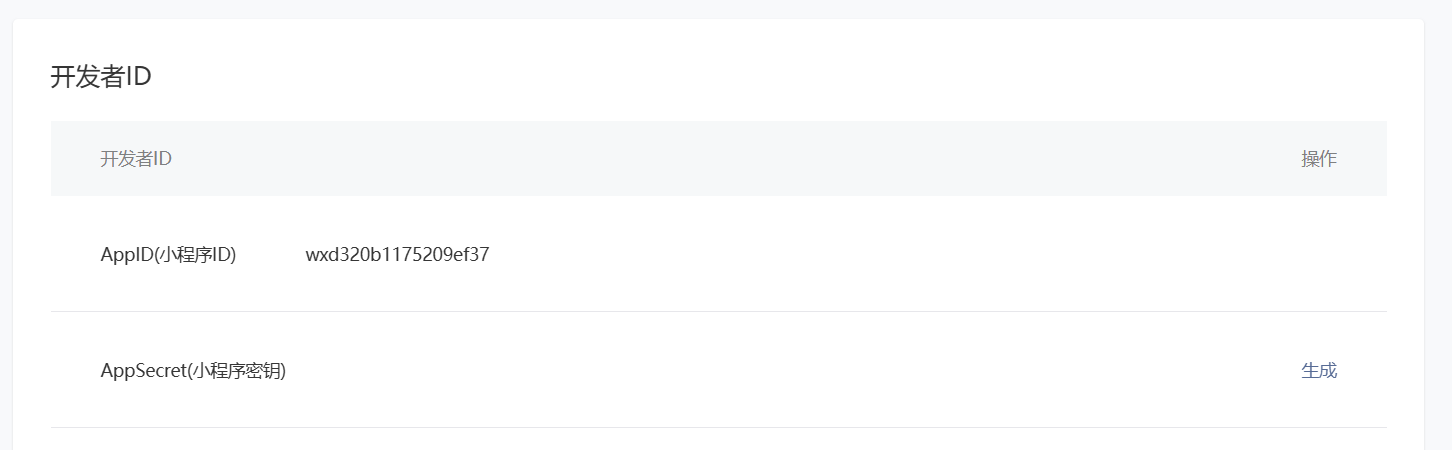 开发者ID
开发者ID 操作
AppID(小程序ID) wxd320b1175209ef37
AppSecret(小程序密钥) 生成